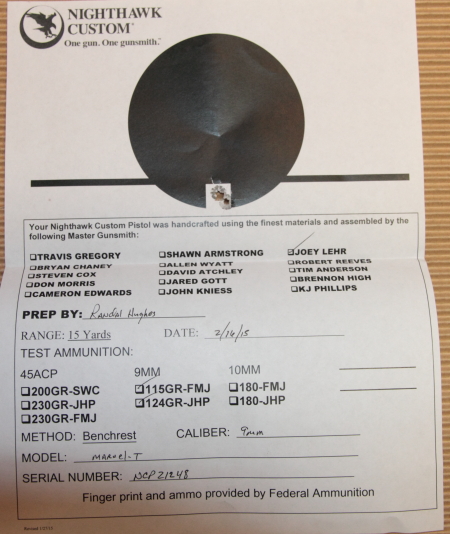 NIGHTHAWK
CUSTOM
One gun. One gunsmith.
Your Nighthawk Custom Pistol was handcrafted using the finest materials and assembled by the
following Master Gunsmith:
❑TRAVIS GREGORY ❑SHAWN ARMSTRONG ☑JOEY LEHR
❑BRYAN CHANEY ❑ALLEN WYATT ❑ROBERT REEVES
❑STEVEN COX ❑DAVID ATCHLEY ❑TIM ANDERSON
❑DON MORRIS ❑JARED GOTT ❑BRENNON HIGH
❑CAMERON EDWARDS ❑JOHN KNIESS ❑KJ PHILLIPS
PREP BY: Randal Hughes
RANGE: 15 Yards DATE: 2/16/15
TEST AMMUNITION:
45ACP 9MM 10MM
❑200GR-SWC ☑115GR-FMJ ❑180-FMJ
❑230GR-JHP ☑124GR-JHP ❑180-JHP
❑230GR-FMJ
METHOD: Benchrest CALIBER: 9mm
MODEL: Marvel-T
SERIAL NUMBER: NCP21248
Finger print and ammo provided by Federal Ammunition